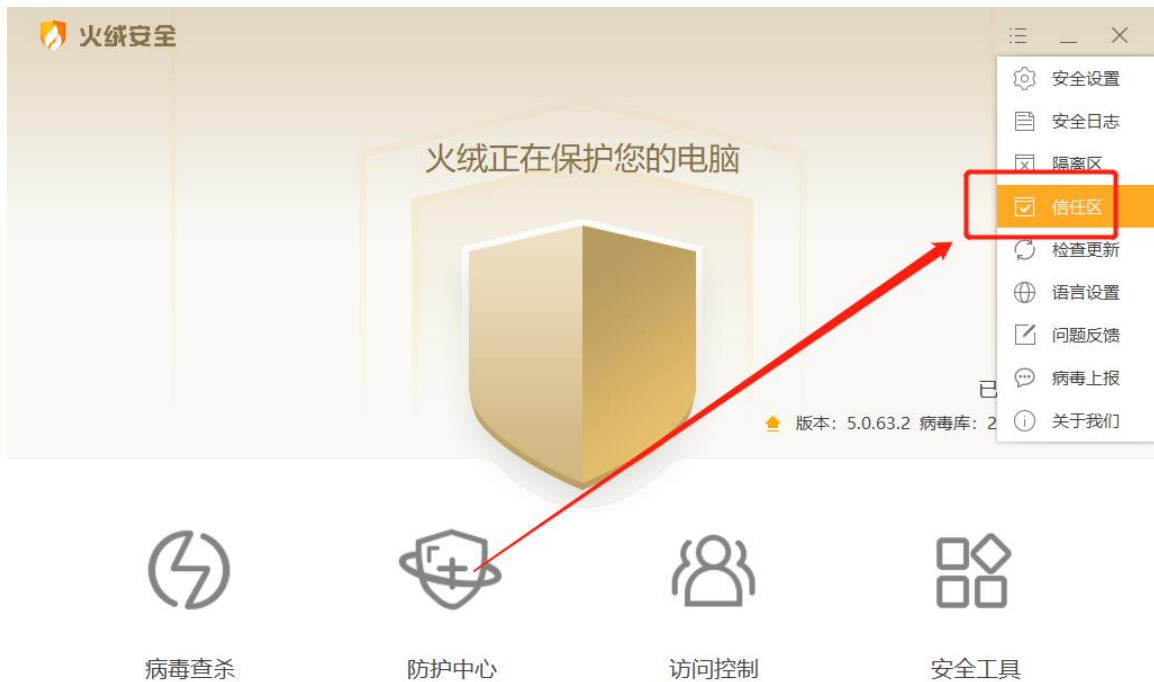 火绒安全
火绒正在保护您的电脑
安全设置
安全日志
隔离区
信任区
检查更新
语言设置
问题反馈
病毒上报
关于我们
已
版本：5.0.63.2 病毒库：2
病毒查杀
防护中心
访问控制
安全工具